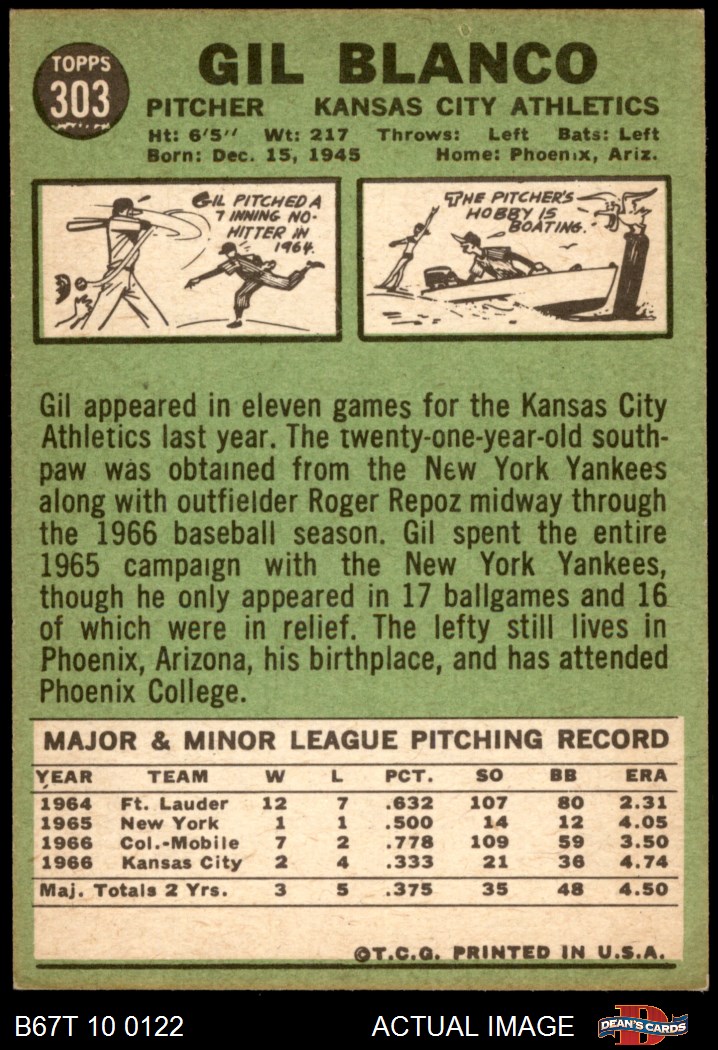 TOPPS
303
GIL BLANCO
PITCHER KANSAS CITY ATHLETICS
Ht: 6'5" Wt: 217 Throws: Left Bats: Left
Born: Dec. 15, 1945 Home: Phoenix, Ariz.
GIL PITCHED A
7 INNING NO-
HITTER IN
1964.
THE PITCHER'S
HOBBY IS
BOATING.
Gil appeared in eleven games for the Kansas City
Athletics last year. The twenty-one-year-old south-
paw was obtained from the New York Yankees
along with outfielder Roger Repoz midway through
the 1966 baseball season. Gil spent the entire
1965 campaign with the New York Yankees,
though he only appeared in 17 ballgames and 16
of which were in relief. The lefty still lives in
Phoenix, Arizona, his birthplace, and has attended
Phoenix College.
MAJOR & MINOR LEAGUE PITCHING RECORD
YEAR TEAM W L PCT. SO BB ERA
1964 Ft. Lauder 12 7 .632 107 80 2.31
1965 New York 1 1 .500 14 12 4.05
1966 Col.-Mobile 7 2 .778 109 59 3.50
1966 Kansas City 2 4 .333 21 36 4.74
Maj. Totals 2 Yrs. 3 5 .375 35 48 4.50
©T.C.G. PRINTED IN U.S.A.
B67T 10 0122 ACTUAL IMAGE
D
DEAN'S CARDS